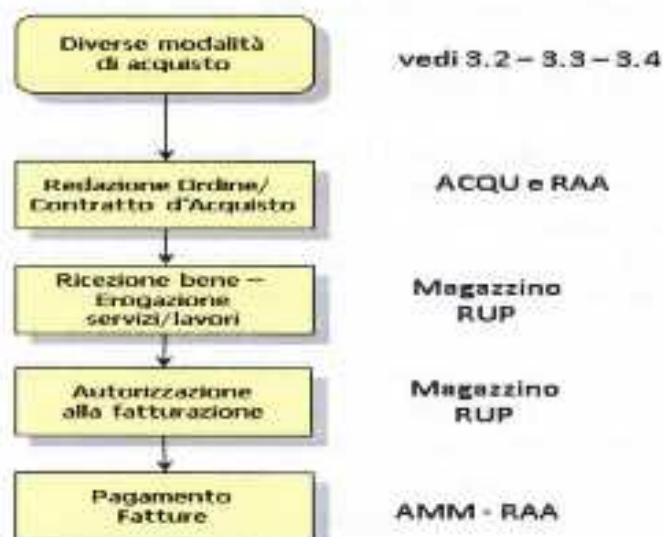 Diverse modalità
di acquisto
vedi 3.2 – 3.3 – 3.4
Redazione Ordine/
Contratto d'Acquisto
ACQU e RAA
Ricezione bene –
Erogazione
servizi/lavori
Magazzino
RUP
Autorizzazione
alla fatturazione
Magazzino
RUP
Pagamento
Fatture
AMM - RAA